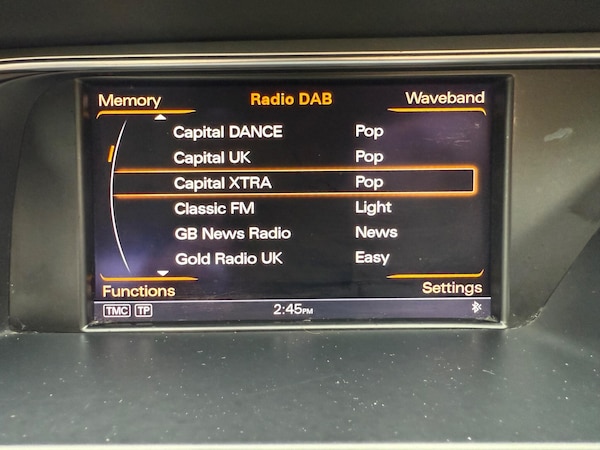 Memory Radio DAB Waveband
Capital DANCE Pop
Capital UK Pop
Capital XTRA Pop
Classic FM Light
GB News Radio News
Gold Radio UK Easy
Functions Settings
TMC TP 2:45PM